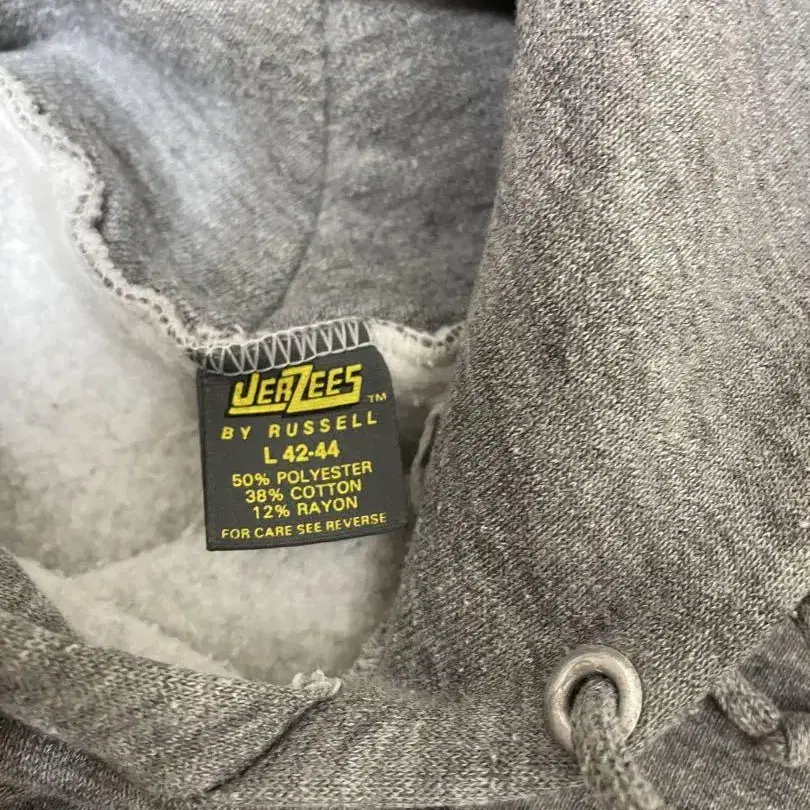 JERZEES™
BY RUSSELL
L 42-44
50% POLYESTER
38% COTTON
12% RAYON
FOR CARE SEE REVERSE